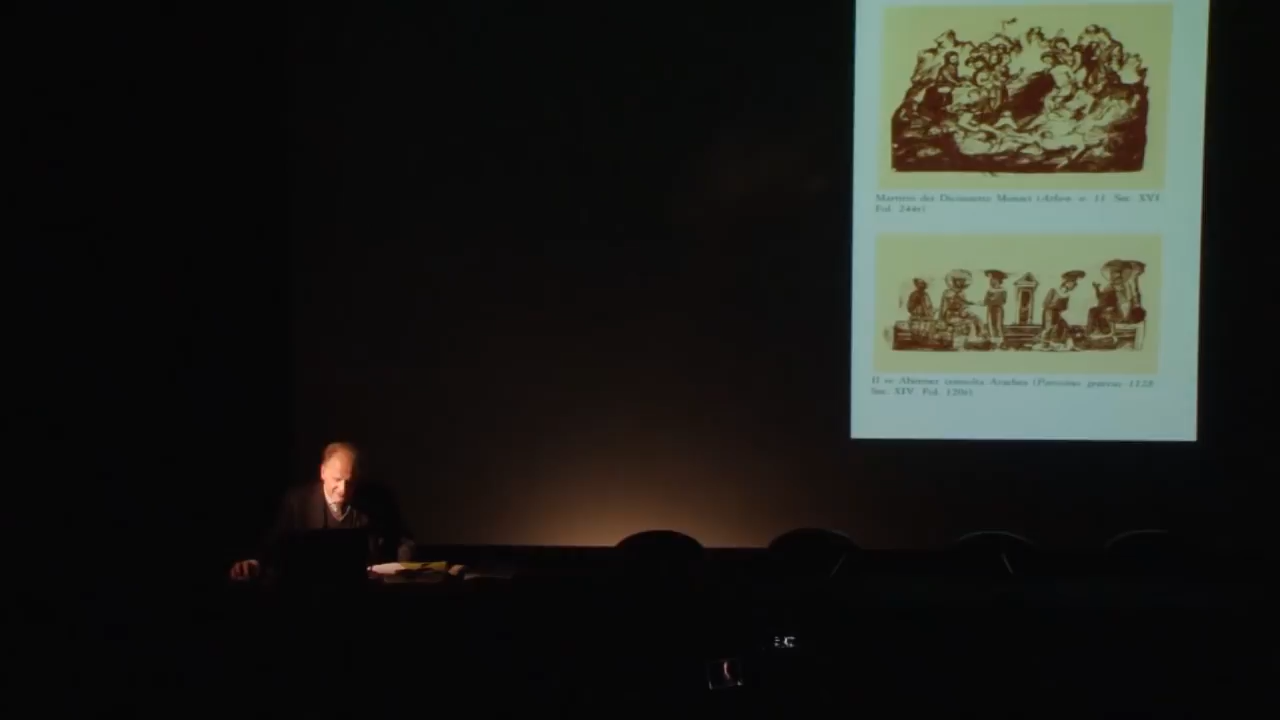 Martirio dei Diciassette Monaci (Athon n. 11 Sec. XVI
Fol. 244r)
Il re Abenner consulta Arachea (Parisinus graecus 1128
Sec. XIV. Fol. 120r)